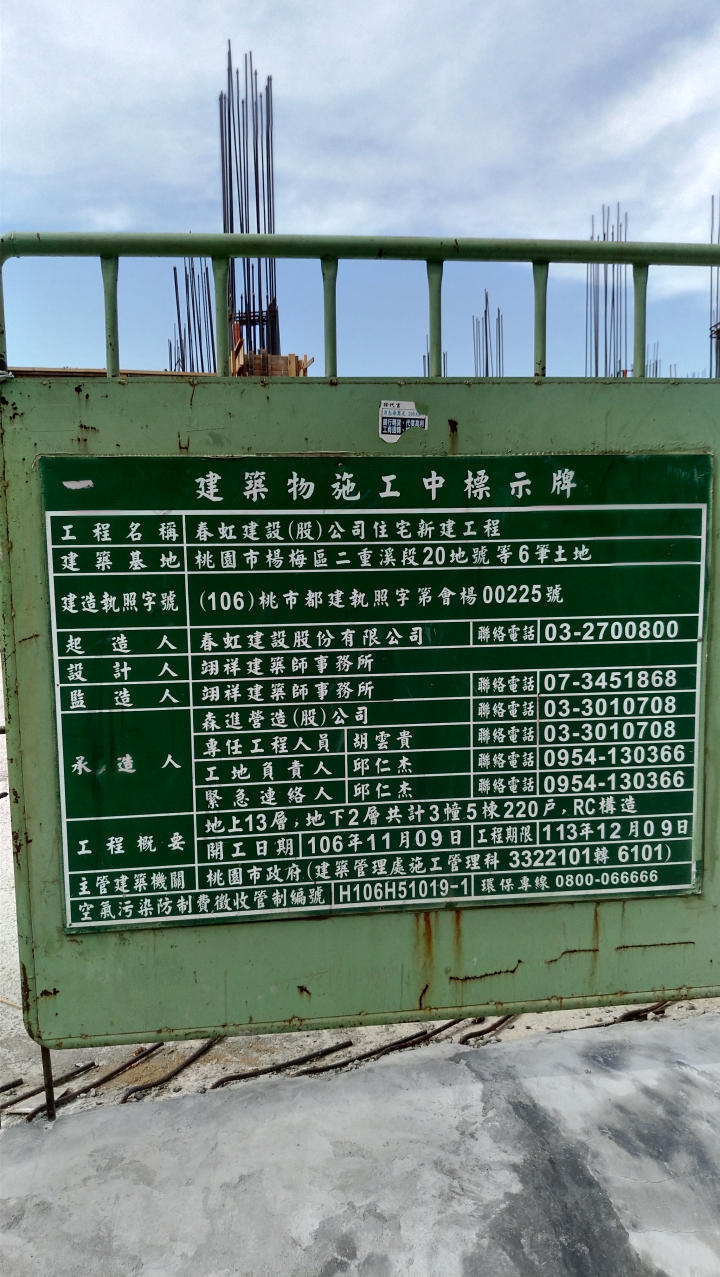 建築物施工中標示牌
工程名稱 春虹建設(股)公司住宅新建工程
建築基地 桃園市楊梅區二重溪段20地號等6筆土地
建造執照字號 (106)桃市都建執照字第會楊00225號
起造人 春虹建設股份有限公司 聯絡電話 03-2700800
設計人 翊祥建築師事務所
監造人 翊祥建築師事務所 聯絡電話 07-3451868
承造人 森進營造(股)公司 聯絡電話 03-3010708
專任工程人員 胡雲貴 聯絡電話 03-3010708
工地負責人 邱仁杰 聯絡電話 0954-130366
緊急連絡人 邱仁杰 聯絡電話 0954-130366
工程概要 地上13層,地下2層共計3幢5棟220戶,RC構造
開工日期 106年11月09日 工程期限 113年12月09日
主管建築機關 桃園市政府(建築管理處施工管理科 3322101轉 6101)
空氣污染防制費徵收管制編號 H106H51019-1 環保專線 0800-066666